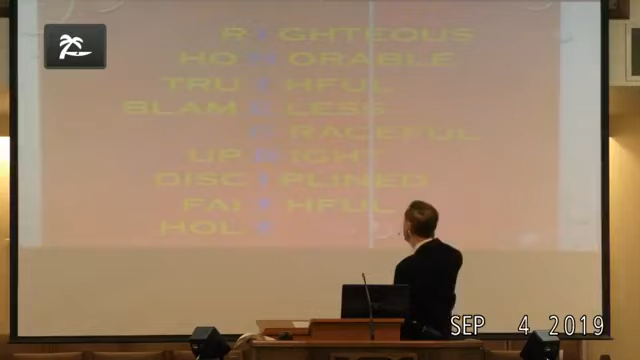 RIGHTEOUS
HONORABLE
TRUTHFUL
BLAMELESS
GRACEFUL
UPRIGHT
DISCIPLINED
FAITHFUL
HOLY
SEP 4 2019